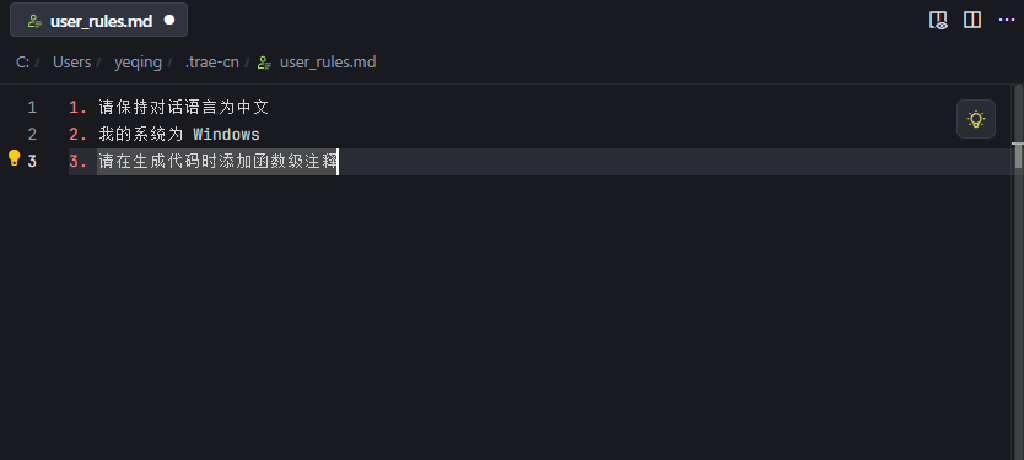 user_rules.md
C: / Users / yeqing / .trae-cn / user_rules.md
1 1. 请保持对话语言为中文
2 2. 我的系统为 Windows
3 3. 请在生成代码时添加函数级注释